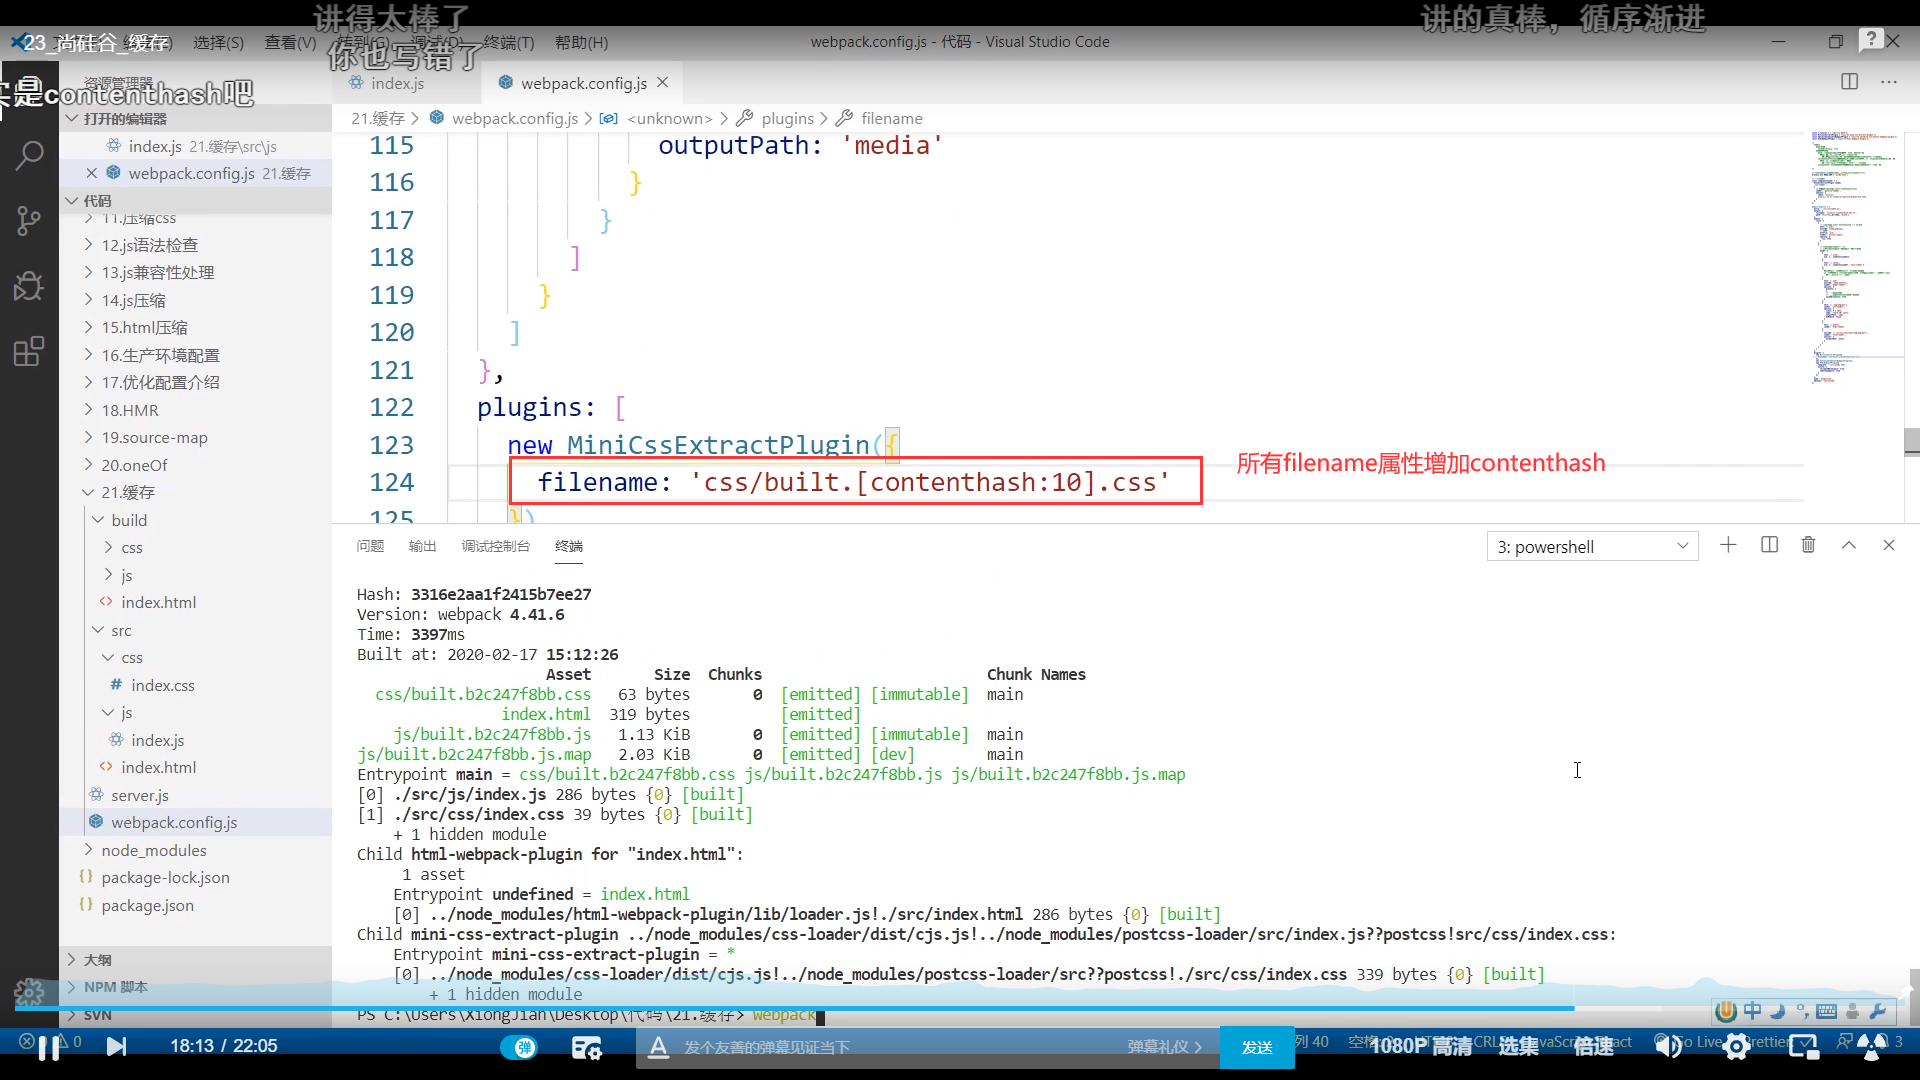 讲得太棒了
讲的真棒，循序渐进
23_尚硅谷_缓存
选择(S) 查看(V) 转到(G) 调试(D) 终端(T) 帮助(H)
webpack.config.js - 代码 - Visual Studio Code
你也写错了
资源管理器
实是contenthash吧
index.js
webpack.config.js
打开的编辑器
21.缓存 > webpack.config.js > <unknown> > plugins > filename
index.js 21.缓存\src\js
webpack.config.js 21.缓存
代码
11.压缩css
12.js语法检查
13.js兼容性处理
14.js压缩
15.html压缩
16.生产环境配置
17.优化配置介绍
18.HMR
19.source-map
20.oneOf
21.缓存
build
css
js
index.html
src
css
index.css
js
index.js
index.html
server.js
webpack.config.js
node_modules
package-lock.json
package.json
大纲
NPM 脚本
SVN
115 outputPath: 'media'
116 }
117 }
118 ]
119 }
120 ]
121 },
122 plugins: [
123 new MiniCssExtractPlugin({
124 filename: 'css/built.[contenthash:10].css'
125 })
所有filename属性增加contenthash
问题 输出 调试控制台 终端
3: powershell
Hash: 3316e2aa1f2415b7ee27
Version: webpack 4.41.6
Time: 3397ms
Built at: 2020-02-17 15:12:26
Asset Size Chunks Chunk Names
css/built.b2c247f8bb.css 63 bytes 0 [emitted] [immutable] main
index.html 319 bytes [emitted]
js/built.b2c247f8bb.js 1.13 KiB 0 [emitted] [immutable] main
js/built.b2c247f8bb.js.map 2.03 KiB 0 [emitted] [dev] main
Entrypoint main = css/built.b2c247f8bb.css js/built.b2c247f8bb.js js/built.b2c247f8bb.js.map
[0] ./src/js/index.js 286 bytes {0} [built]
[1] ./src/css/index.css 39 bytes {0} [built]
+ 1 hidden module
Child html-webpack-plugin for "index.html":
1 asset
Entrypoint undefined = index.html
[0] ../node_modules/html-webpack-plugin/lib/loader.js!./src/index.html 286 bytes {0} [built]
Child mini-css-extract-plugin ../node_modules/css-loader/dist/cjs.js!../node_modules/postcss-loader/src/index.js??postcss!src/css/index.css:
Entrypoint mini-css-extract-plugin = *
[0] ../node_modules/css-loader/dist/cjs.js!../node_modules/postcss-loader/src??postcss!./src/css/index.css 339 bytes {0} [built]
+ 1 hidden module
PS C:\Users\XiongJian\Desktop\代码\21.缓存> webpack
中
0
18:13 / 22:05
弹
发个友善的弹幕见证当下
弹幕礼仪 >
发送
列 40
1080P 高清
选集
倍速
3